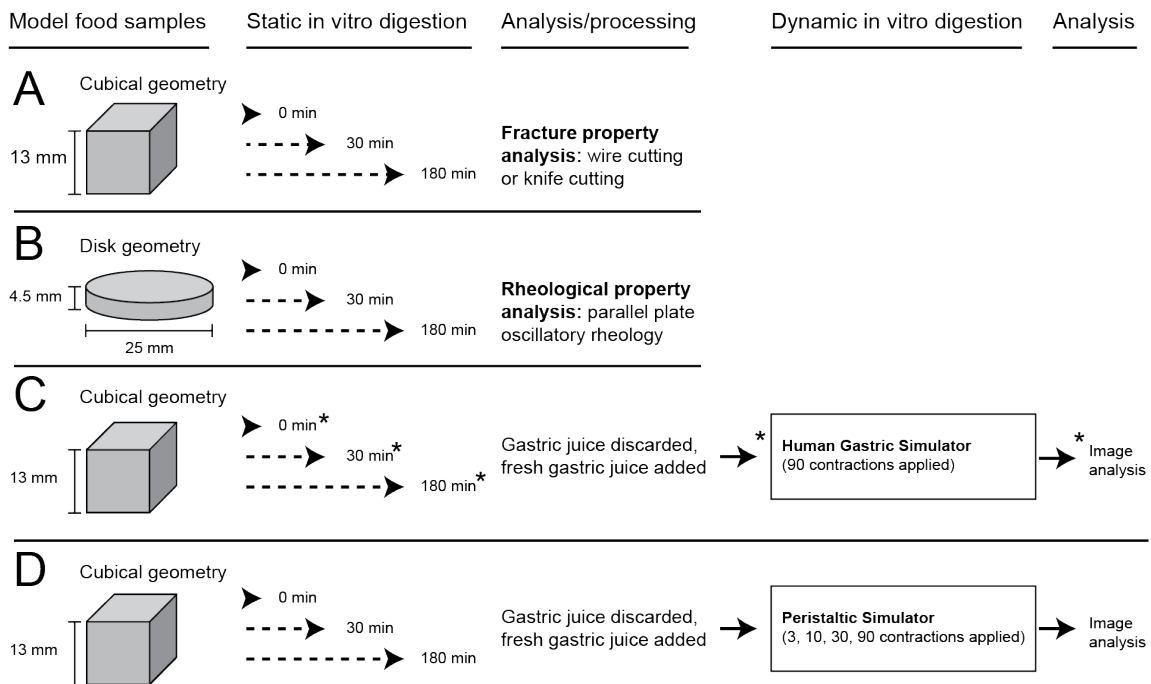 Model food samples
Static in vitro digestion
Analysis/processing
Dynamic in vitro digestion
Analysis
A
Cubical geometry
13 mm
0 min
30 min
180 min
Fracture property
analysis: wire cutting
or knife cutting
B
Disk geometry
4.5 mm
25 mm
0 min
30 min
180 min
Rheological property
analysis: parallel plate
oscillatory rheology
C
Cubical geometry
13 mm
0 min*
30 min*
180 min*
Gastric juice discarded,
fresh gastric juice added
*
Human Gastric Simulator
(90 contractions applied)
*
Image
analysis
D
Cubical geometry
13 mm
0 min
30 min
180 min
Gastric juice discarded,
fresh gastric juice added
Peristaltic Simulator
(3, 10, 30, 90 contractions applied)
Image
analysis